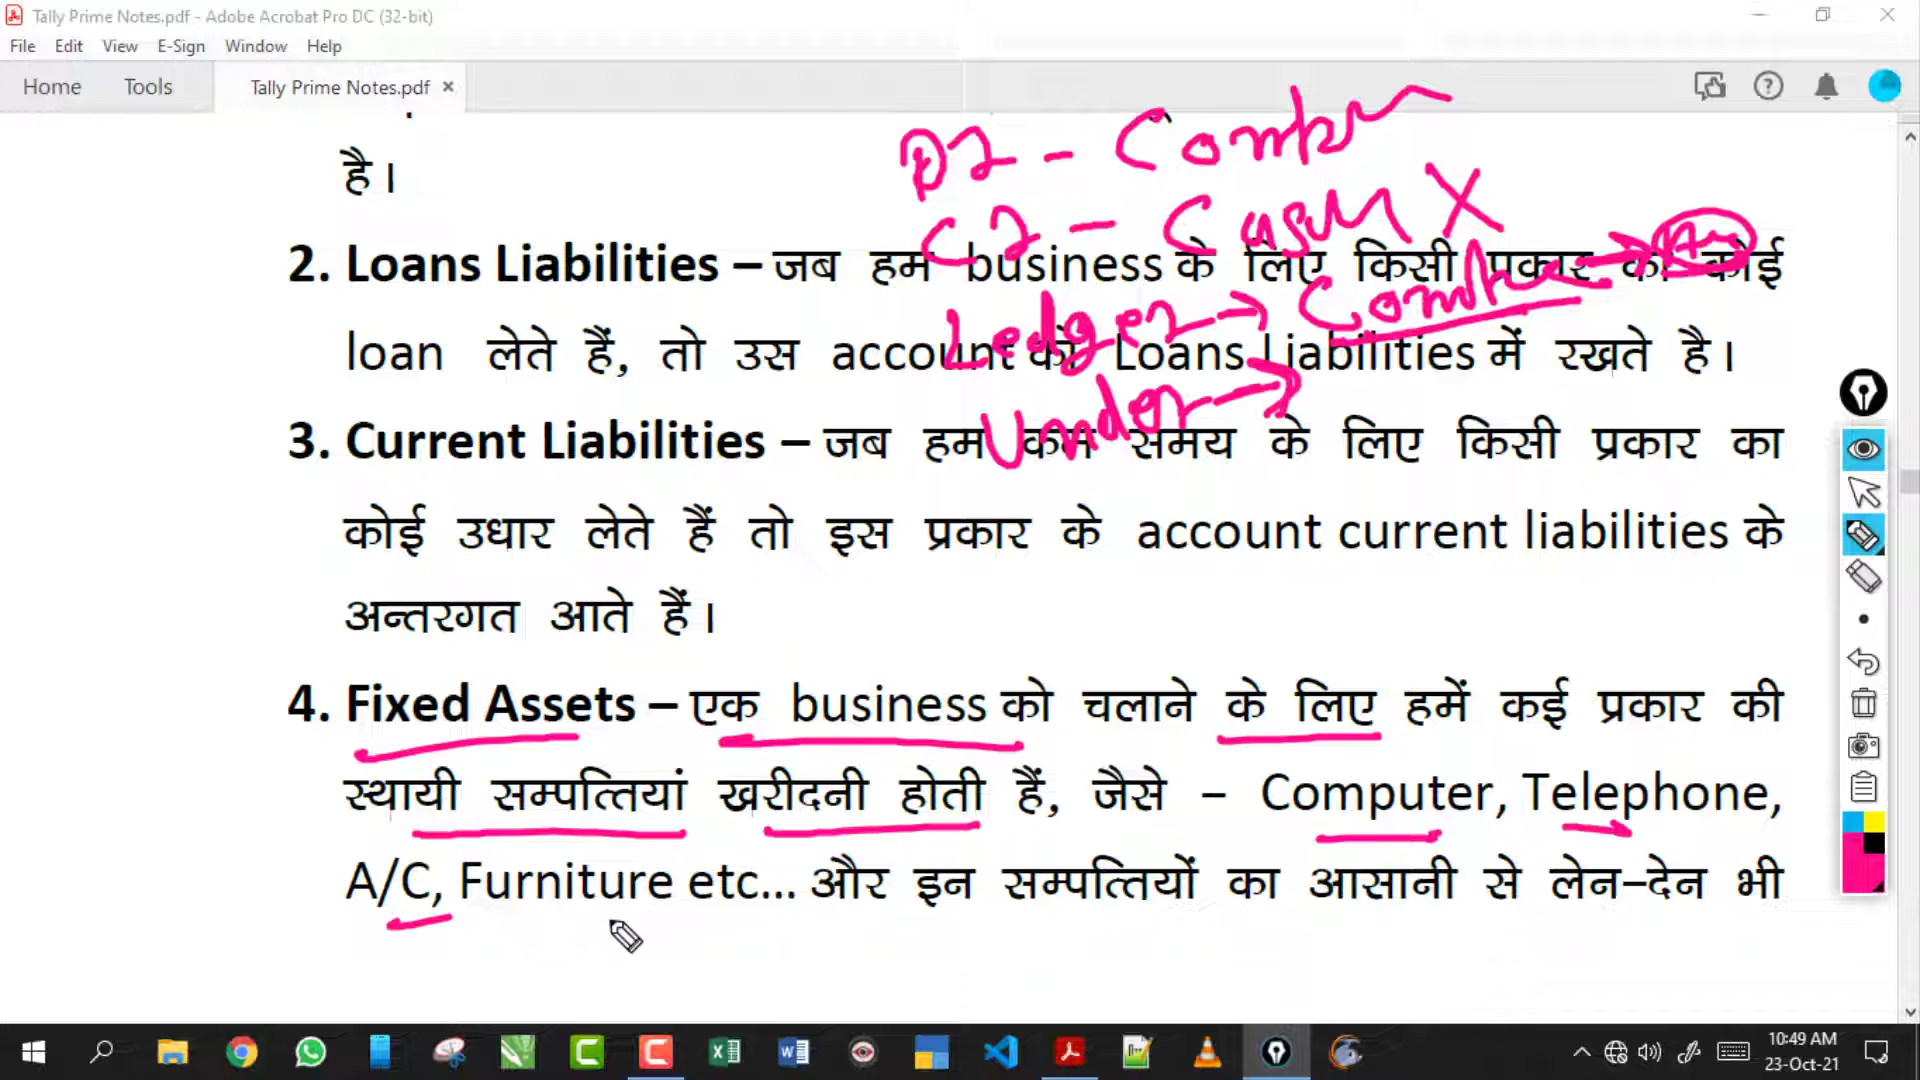 Tally Prime Notes.pdf - Adobe Acrobat Pro DC (32-bit)
File Edit View E-Sign Window Help
Home Tools Tally Prime Notes.pdf ×
है।
2. Loans Liabilities – जब हम business के लिए किसी प्रकार का कोई
loan लेते हैं, तो उस account को Loans Liabilities में रखते है।
3. Current Liabilities – जब हम कम समय के लिए किसी प्रकार का
कोई उधार लेते हैं तो इस प्रकार के account current liabilities के
अन्तरगत आते हैं।
4. Fixed Assets – एक business को चलाने के लिए हमें कई प्रकार की
स्थायी सम्पत्तियां खरीदनी होती हैं, जैसे – Computer, Telephone,
A/C, Furniture etc... और इन सम्पत्तियों का आसानी से लेन–देन भी
Cash X
Ledger →
Under →
10:49 AM
23-Oct-21